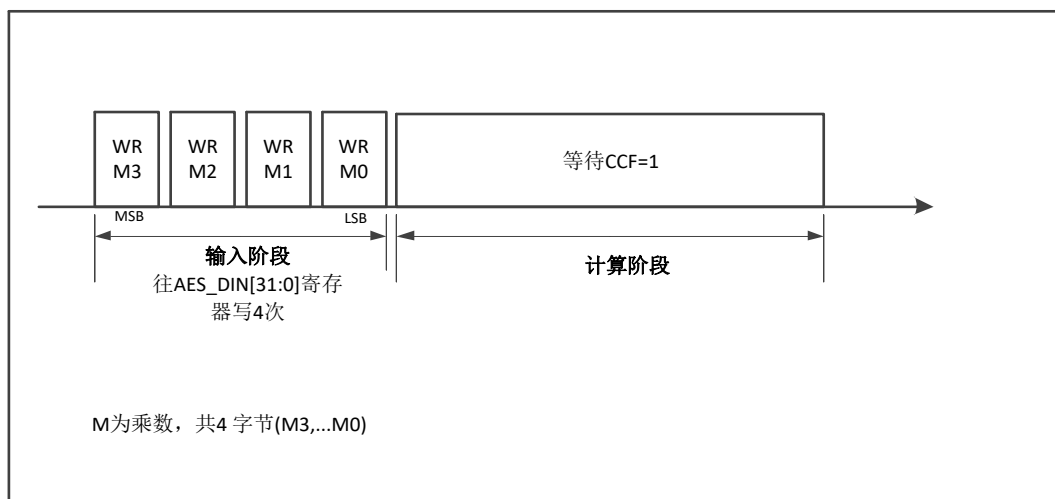 WR WR WR WR
M3 M2 M1 M0
等待CCF=1
MSB LSB
输入阶段
计算阶段
往AES_DIN[31:0]寄存
器写4次
M为乘数，共4 字节(M3,...M0)